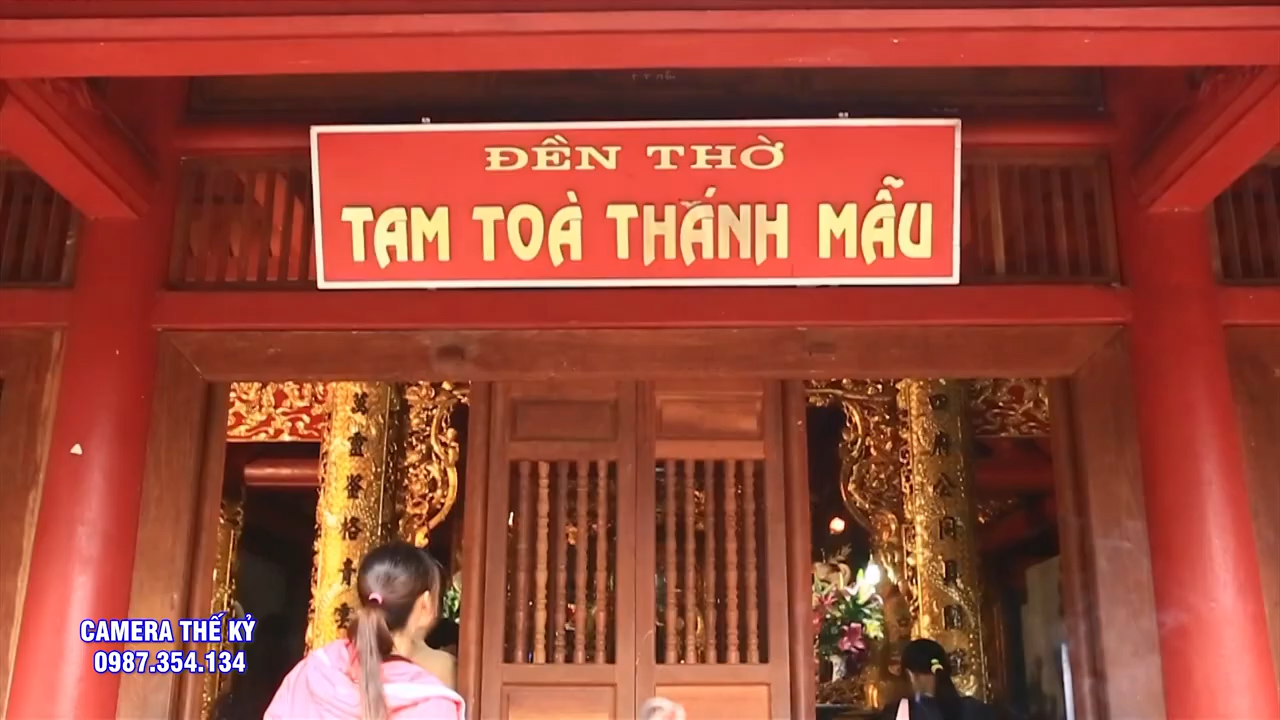 ĐỀN THỜ
TAM TOÀ THÁNH MẪU
CAMERA THẾ KỶ
0987.354.134